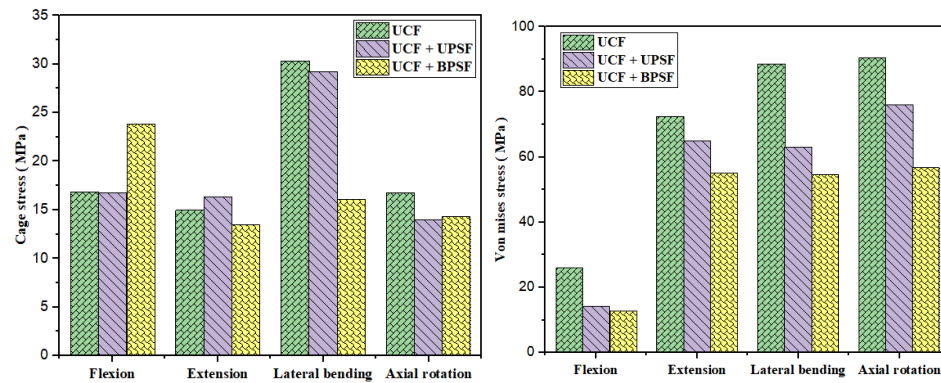 35
30
25
20
15
10
5
0
Cage stress ( MPa )
UCF
UCF + UPSF
UCF + BPSF
Flexion
Extension
Lateral bending
Axial rotation
100
80
60
40
20
0
Von mises stress ( MPa )
UCF
UCF + UPSF
UCF + BPSF
Flexion
Extension
Lateral bending
Axial rotation